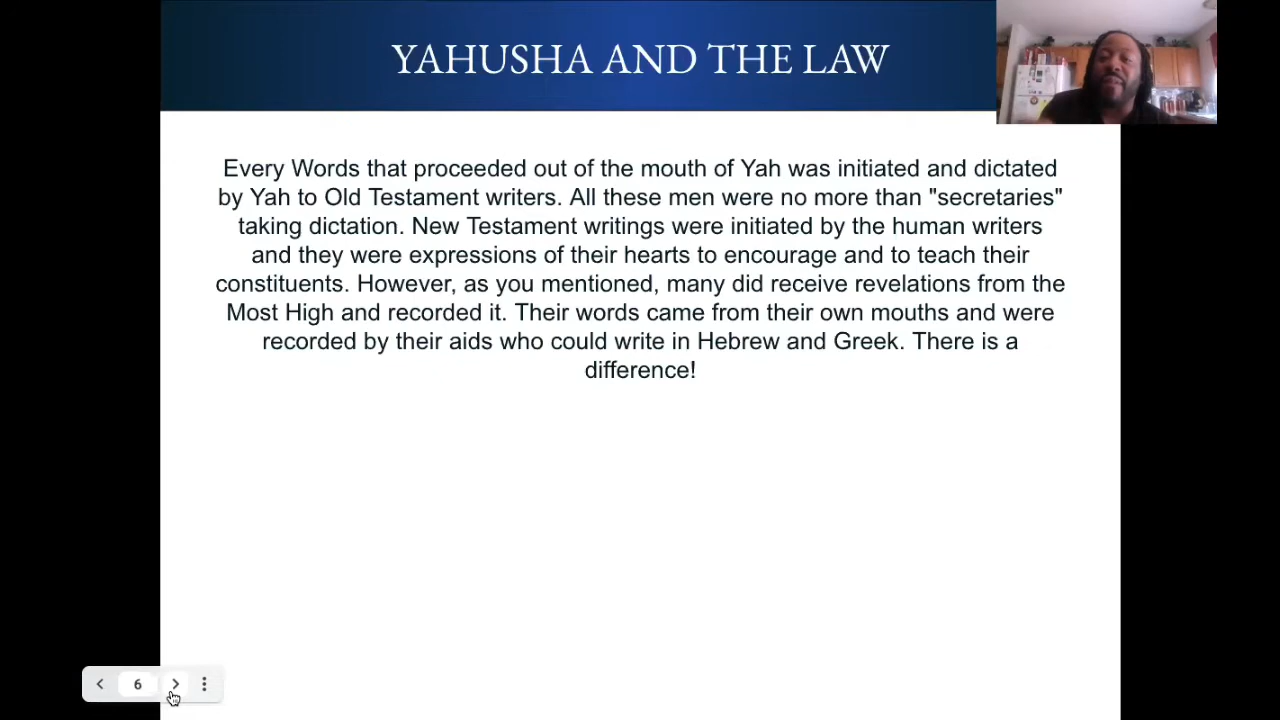 YAHUSHA AND THE LAW
Every Words that proceeded out of the mouth of Yah was initiated and dictated
by Yah to Old Testament writers. All these men were no more than "secretaries"
taking dictation. New Testament writings were initiated by the human writers
and they were expressions of their hearts to encourage and to teach their
constituents. However, as you mentioned, many did receive revelations from the
Most High and recorded it. Their words came from their own mouths and were
recorded by their aids who could write in Hebrew and Greek. There is a
difference!
6